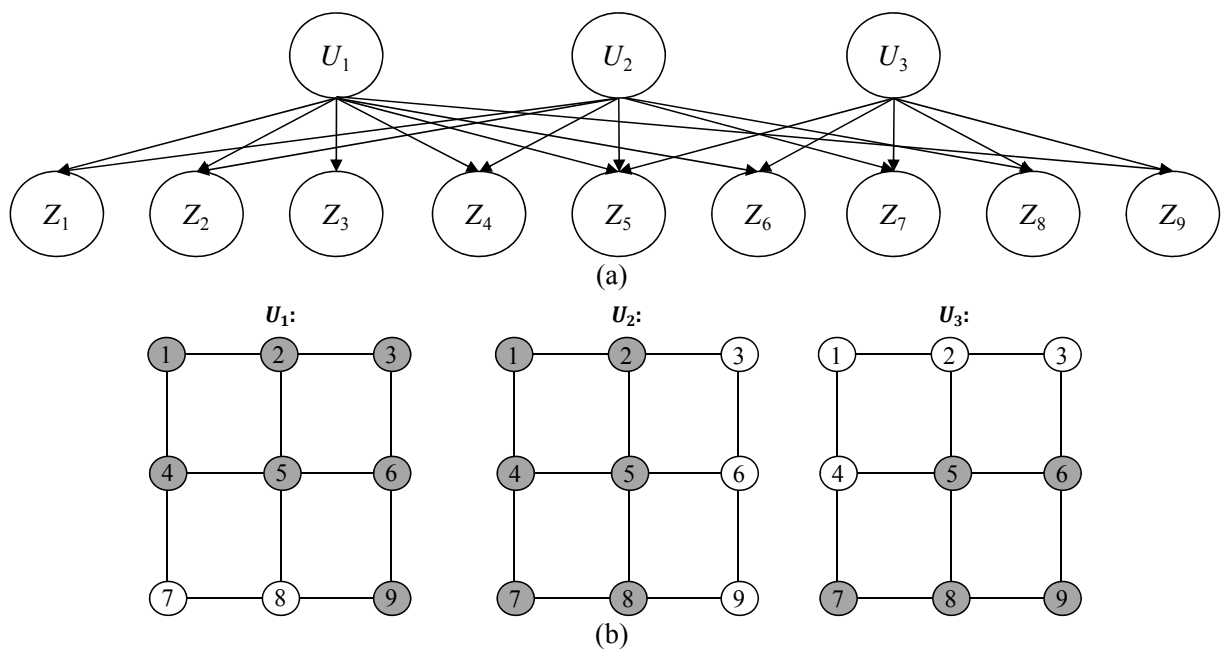 U₁ U₂ U₃
Z₁ Z₂ Z₃ Z₄ Z₅ Z₆ Z₇ Z₈ Z₉
(a)
U₁: U₂: U₃:
1 2 3 1 2 3 1 2 3
4 5 6 4 5 6 4 5 6
7 8 9 7 8 9 7 8 9
(b)